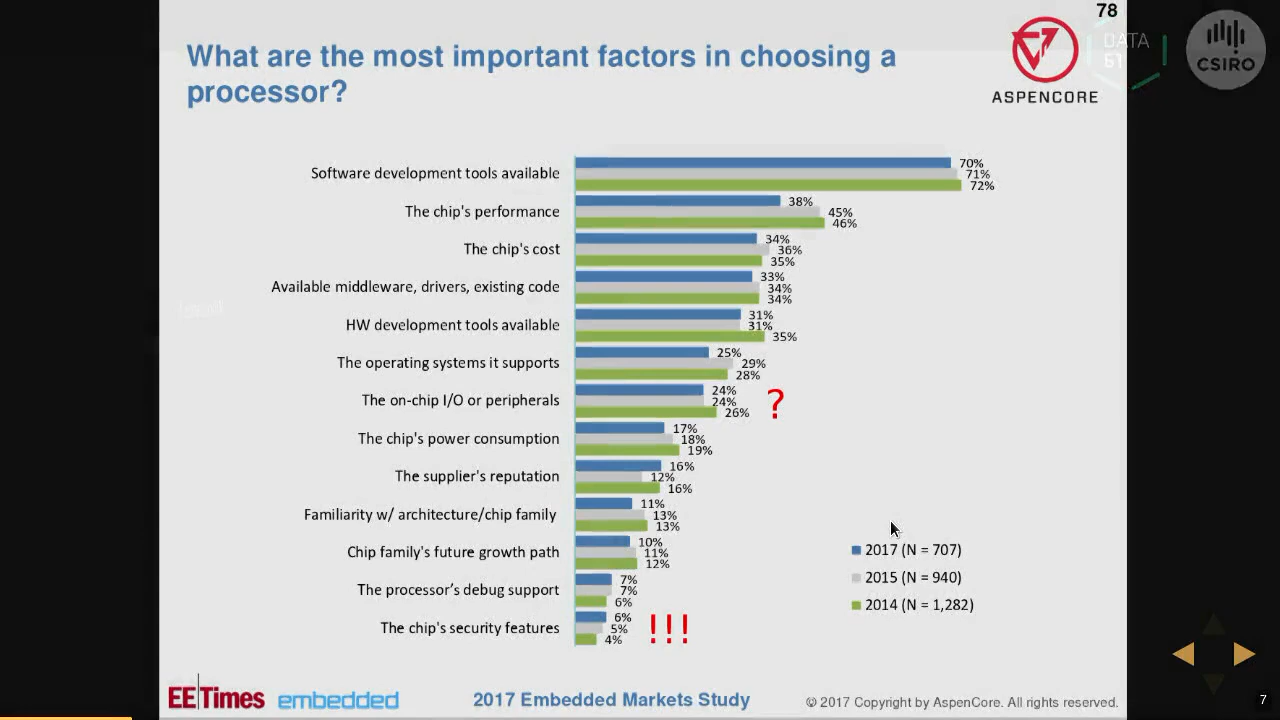 78
What are the most important factors in choosing a
processor?
ASPENCORE
DATA
61
CSIRO
Software development tools available
70%
71%
72%
The chip's performance
38%
45%
46%
The chip's cost
34%
36%
35%
Available middleware, drivers, existing code
33%
34%
34%
HW development tools available
31%
31%
35%
The operating systems it supports
25%
29%
28%
The on-chip I/O or peripherals
24%
24%
26%
?
The chip's power consumption
17%
18%
19%
The supplier's reputation
16%
12%
16%
Familiarity w/ architecture/chip family
11%
13%
13%
Chip family's future growth path
10%
11%
12%
The processor’s debug support
7%
7%
6%
The chip's security features
6%
5%
4%
!!!
2017 (N = 707)
2015 (N = 940)
2014 (N = 1,282)
EE Times embedded
2017 Embedded Markets Study
© 2017 Copyright by AspenCore. All rights reserved.
7